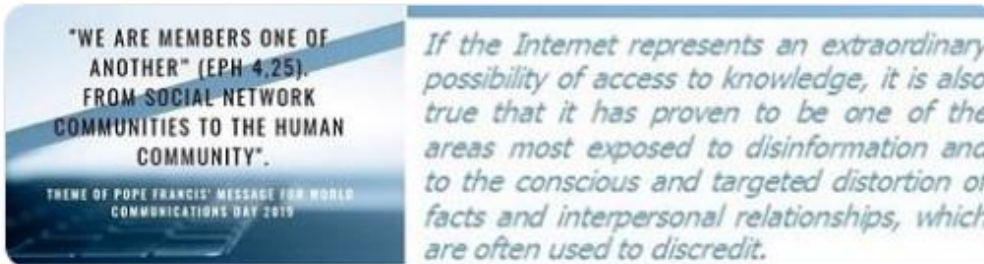 "WE ARE MEMBERS ONE OF
ANOTHER" (EPH 4,25).
FROM SOCIAL NETWORK
COMMUNITIES TO THE HUMAN
COMMUNITY".
THEME OF POPE FRANCIS' MESSAGE FOR WORLD
COMMUNICATIONS DAY 2019
If the Internet represents an extraordinary
possibility of access to knowledge, it is also
true that it has proven to be one of the
areas most exposed to disinformation and
to the conscious and targeted distortion of
facts and interpersonal relationships, which
are often used to discredit.